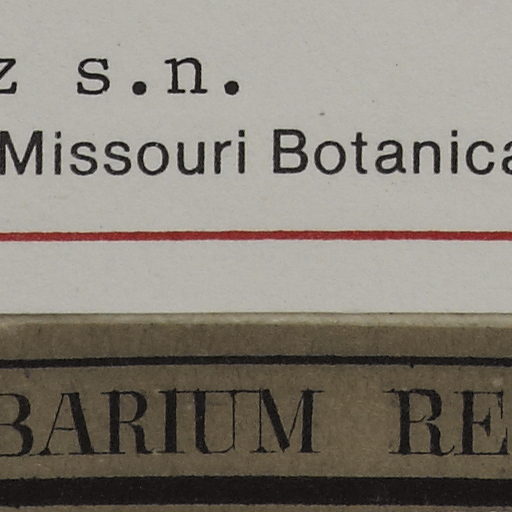 z s.n.
Missouri Botanica
BARIUM RE